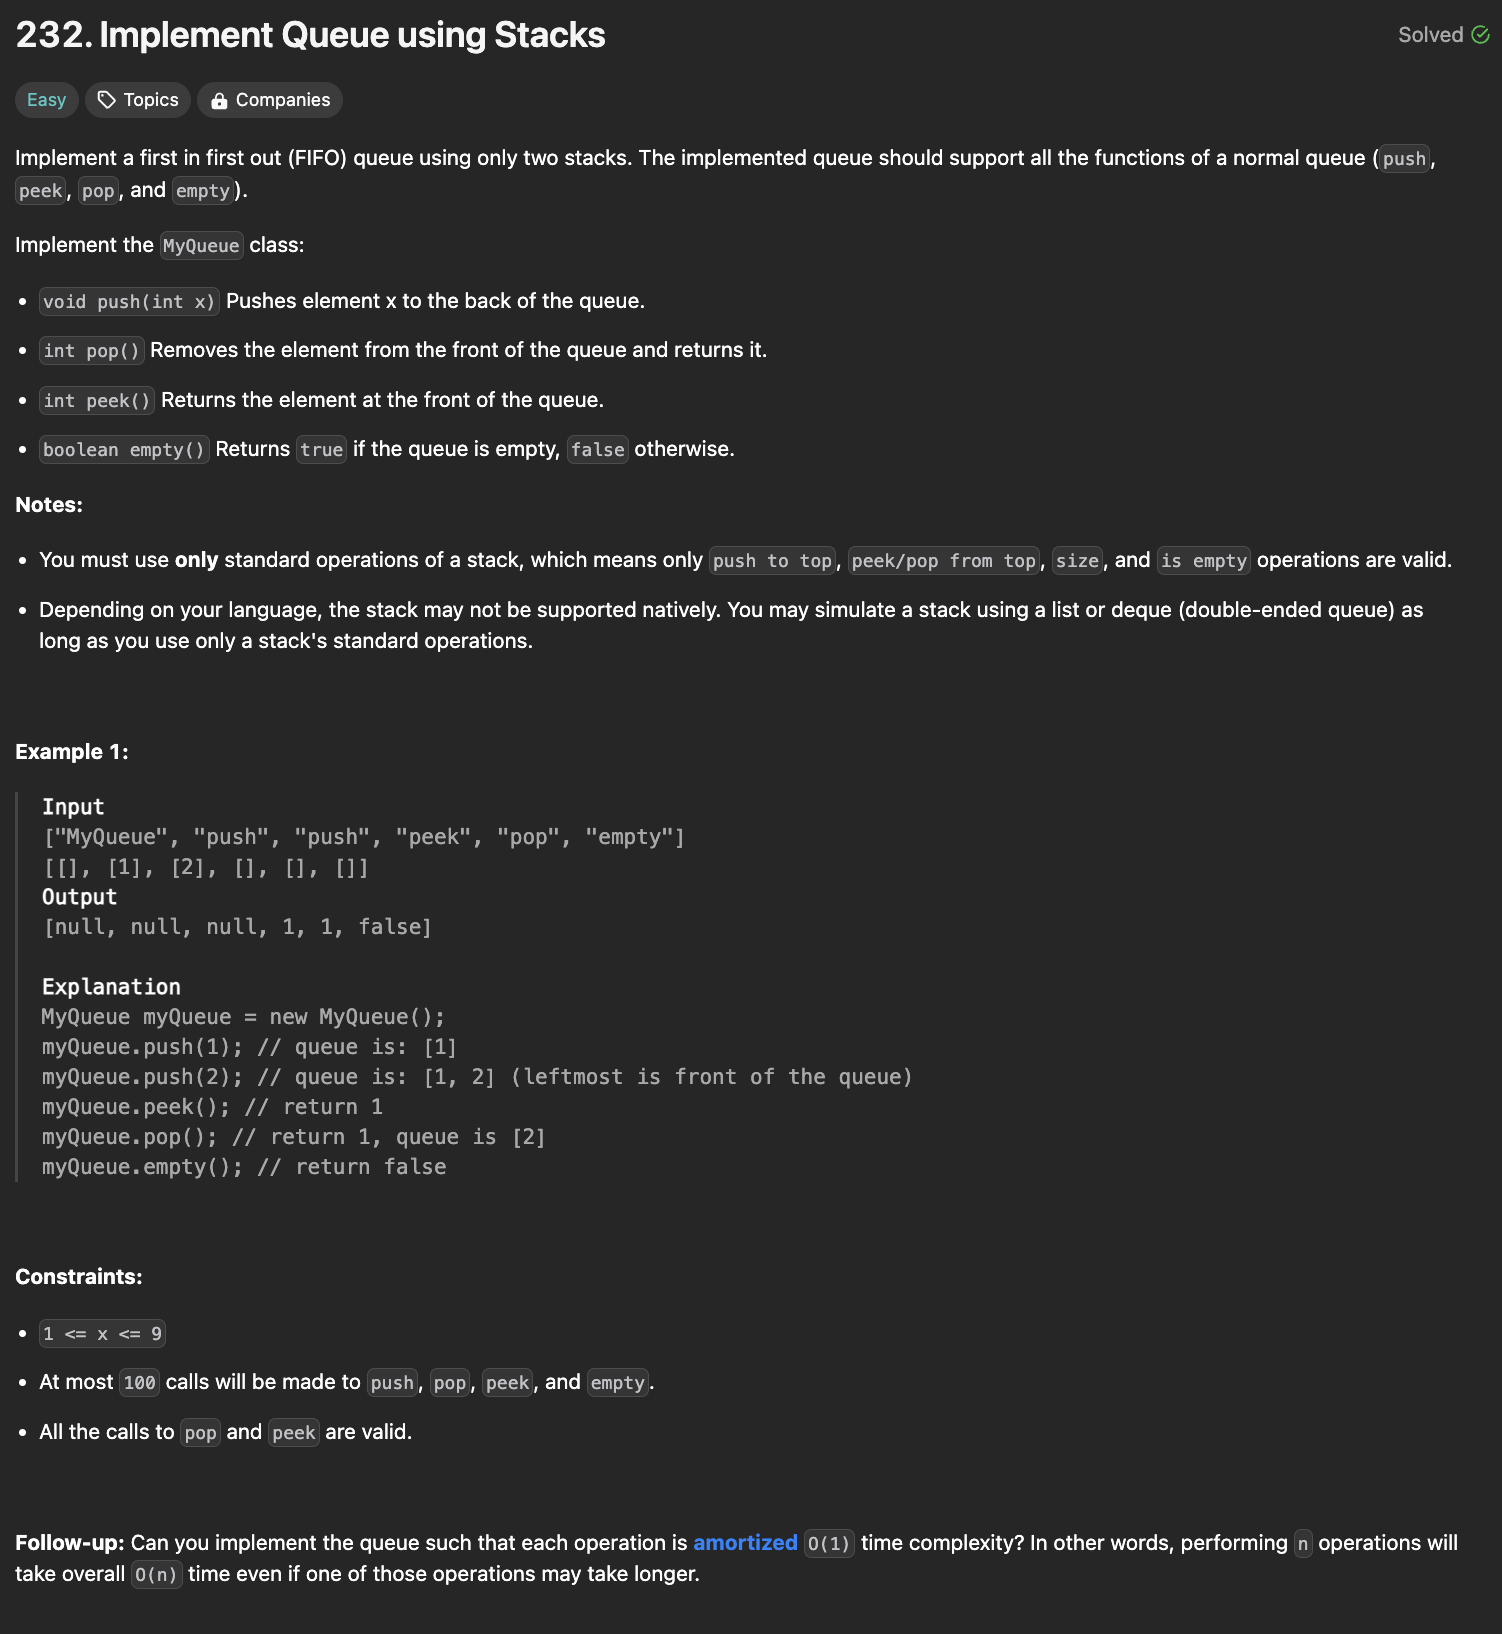 232. Implement Queue using Stacks
Solved
Easy
Topics
Companies
Implement a first in first out (FIFO) queue using only two stacks. The implemented queue should support all the functions of a normal queue (push,
peek, pop, and empty).
Implement the MyQueue class:
• void push(int x) Pushes element x to the back of the queue.
• int pop() Removes the element from the front of the queue and returns it.
• int peek() Returns the element at the front of the queue.
• boolean empty() Returns true if the queue is empty, false otherwise.
Notes:
• You must use only standard operations of a stack, which means only push to top, peek/pop from top, size, and is empty operations are valid.
• Depending on your language, the stack may not be supported natively. You may simulate a stack using a list or deque (double-ended queue) as
long as you use only a stack's standard operations.
Example 1:
Input
["MyQueue", "push", "push", "peek", "pop", "empty"]
[[], [1], [2], [], [], []]
Output
[null, null, null, 1, 1, false]
Explanation
MyQueue myQueue = new MyQueue();
myQueue.push(1); // queue is: [1]
myQueue.push(2); // queue is: [1, 2] (leftmost is front of the queue)
myQueue.peek(); // return 1
myQueue.pop(); // return 1, queue is [2]
myQueue.empty(); // return false
Constraints:
• 1 <= x <= 9
• At most 100 calls will be made to push, pop, peek, and empty.
• All the calls to pop and peek are valid.
Follow-up: Can you implement the queue such that each operation is amortized O(1) time complexity? In other words, performing n operations will
take overall O(n) time even if one of those operations may take longer.